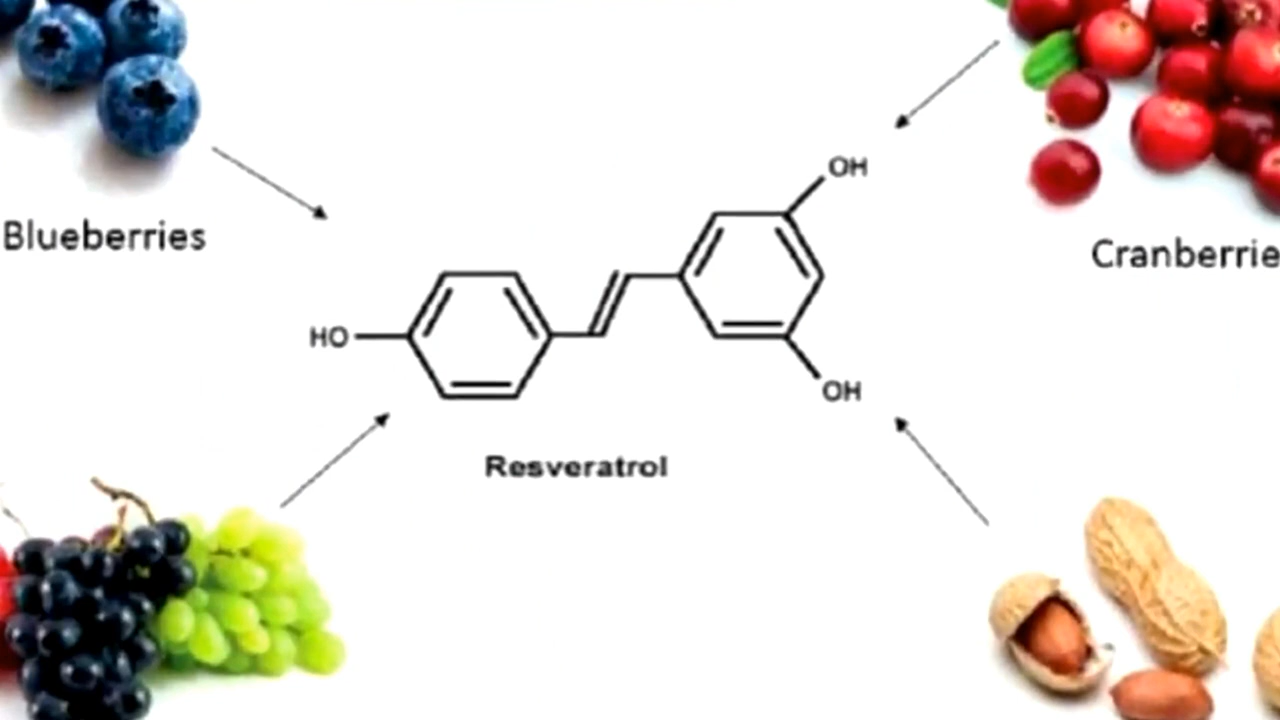 OH
Blueberries
Cranberrie
HO
OH
Resveratrol